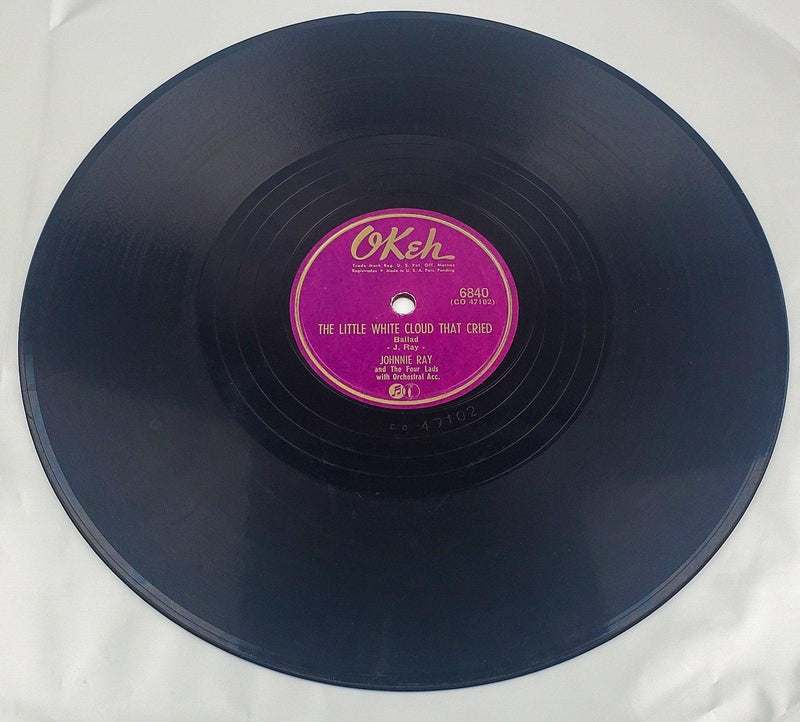 OKeh
Trade Mark Reg. U. S. Pat. Off. Marcas
Registradas • Made in U. S. A. Pats. Pending
6840
(CO 47102)
THE LITTLE WHITE CLOUD THAT CRIED
Ballad
- J. Ray -
JOHNNIE RAY
and The Four Lads
with Orchestral Acc.
CO 47102